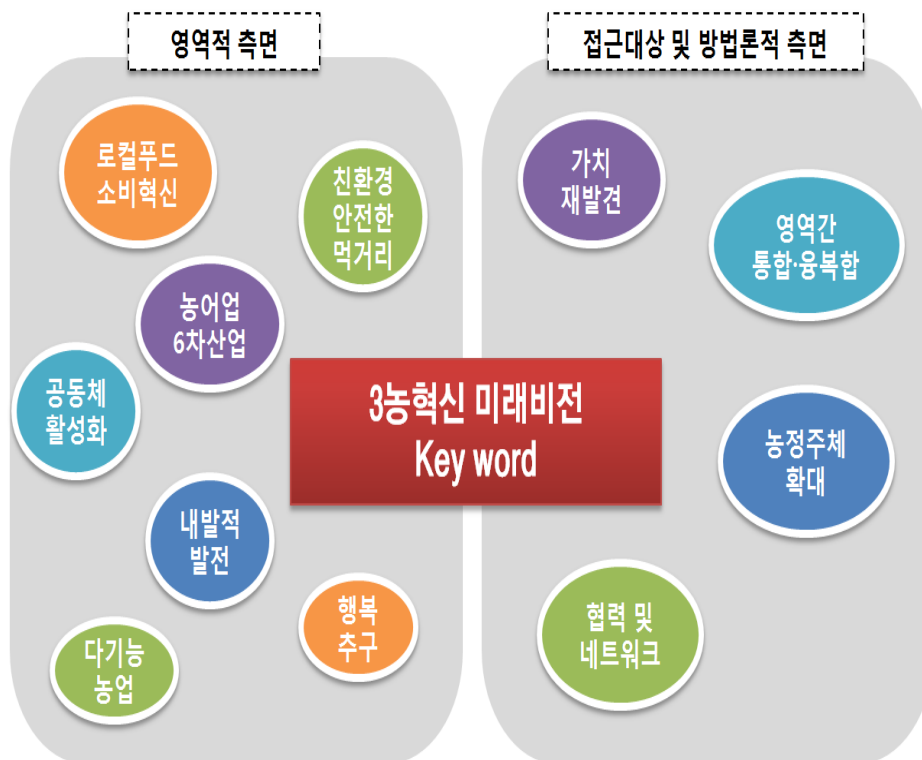 영역적 측면
접근대상 및 방법론적 측면
로컬푸드
소비혁신
친환경
안전한
먹거리
농어업
6차산업
공동체
활성화
내발적
발전
행복
추구
다기능
농업
3농혁신 미래비전
Key word
가치
재발견
영역간
통합·융복합
농정주체
확대
협력 및
네트워크